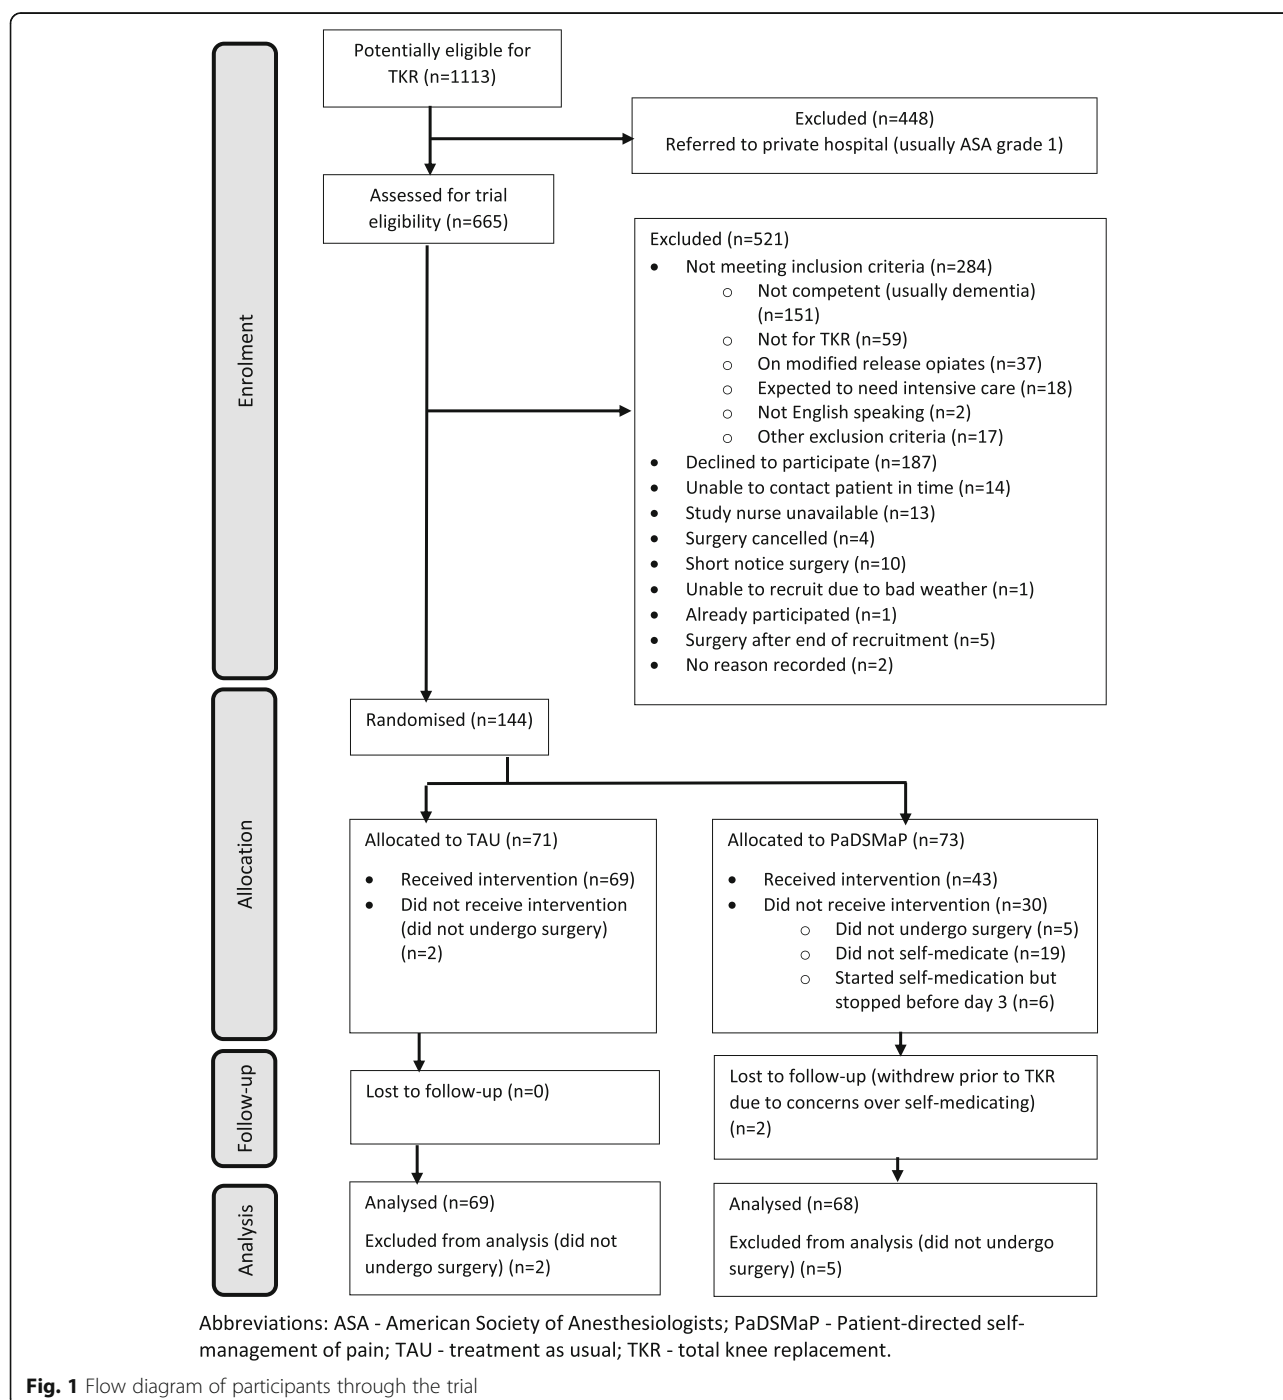 Potentially eligible for
TKR (n=1113)
Excluded (n=448)
Referred to private hospital (usually ASA grade 1)
Assessed for trial
eligibility (n=665)
Enrolment
Excluded (n=521)
• Not meeting inclusion criteria (n=284)
o Not competent (usually dementia)
(n=151)
o Not for TKR (n=59)
o On modified release opiates (n=37)
o Expected to need intensive care (n=18)
o Not English speaking (n=2)
o Other exclusion criteria (n=17)
• Declined to participate (n=187)
• Unable to contact patient in time (n=14)
• Study nurse unavailable (n=13)
• Surgery cancelled (n=4)
• Short notice surgery (n=10)
• Unable to recruit due to bad weather (n=1)
• Already participated (n=1)
• Surgery after end of recruitment (n=5)
• No reason recorded (n=2)
Randomised (n=144)
Allocation
Allocated to TAU (n=71)
• Received intervention (n=69)
• Did not receive intervention
(did not undergo surgery)
(n=2)
Allocated to PaDSMaP (n=73)
• Received intervention (n=43)
• Did not receive intervention (n=30)
o Did not undergo surgery (n=5)
o Did not self-medicate (n=19)
o Started self-medication but
stopped before day 3 (n=6)
Follow-up
Lost to follow-up (n=0)
Lost to follow-up (withdrew prior to TKR
due to concerns over self-medicating)
(n=2)
Analysis
Analysed (n=69)
Excluded from analysis (did not
undergo surgery) (n=2)
Analysed (n=68)
Excluded from analysis (did not undergo
surgery) (n=5)
Abbreviations: ASA - American Society of Anesthesiologists; PaDSMaP - Patient-directed self-
management of pain; TAU - treatment as usual; TKR - total knee replacement.
Fig. 1 Flow diagram of participants through the trial